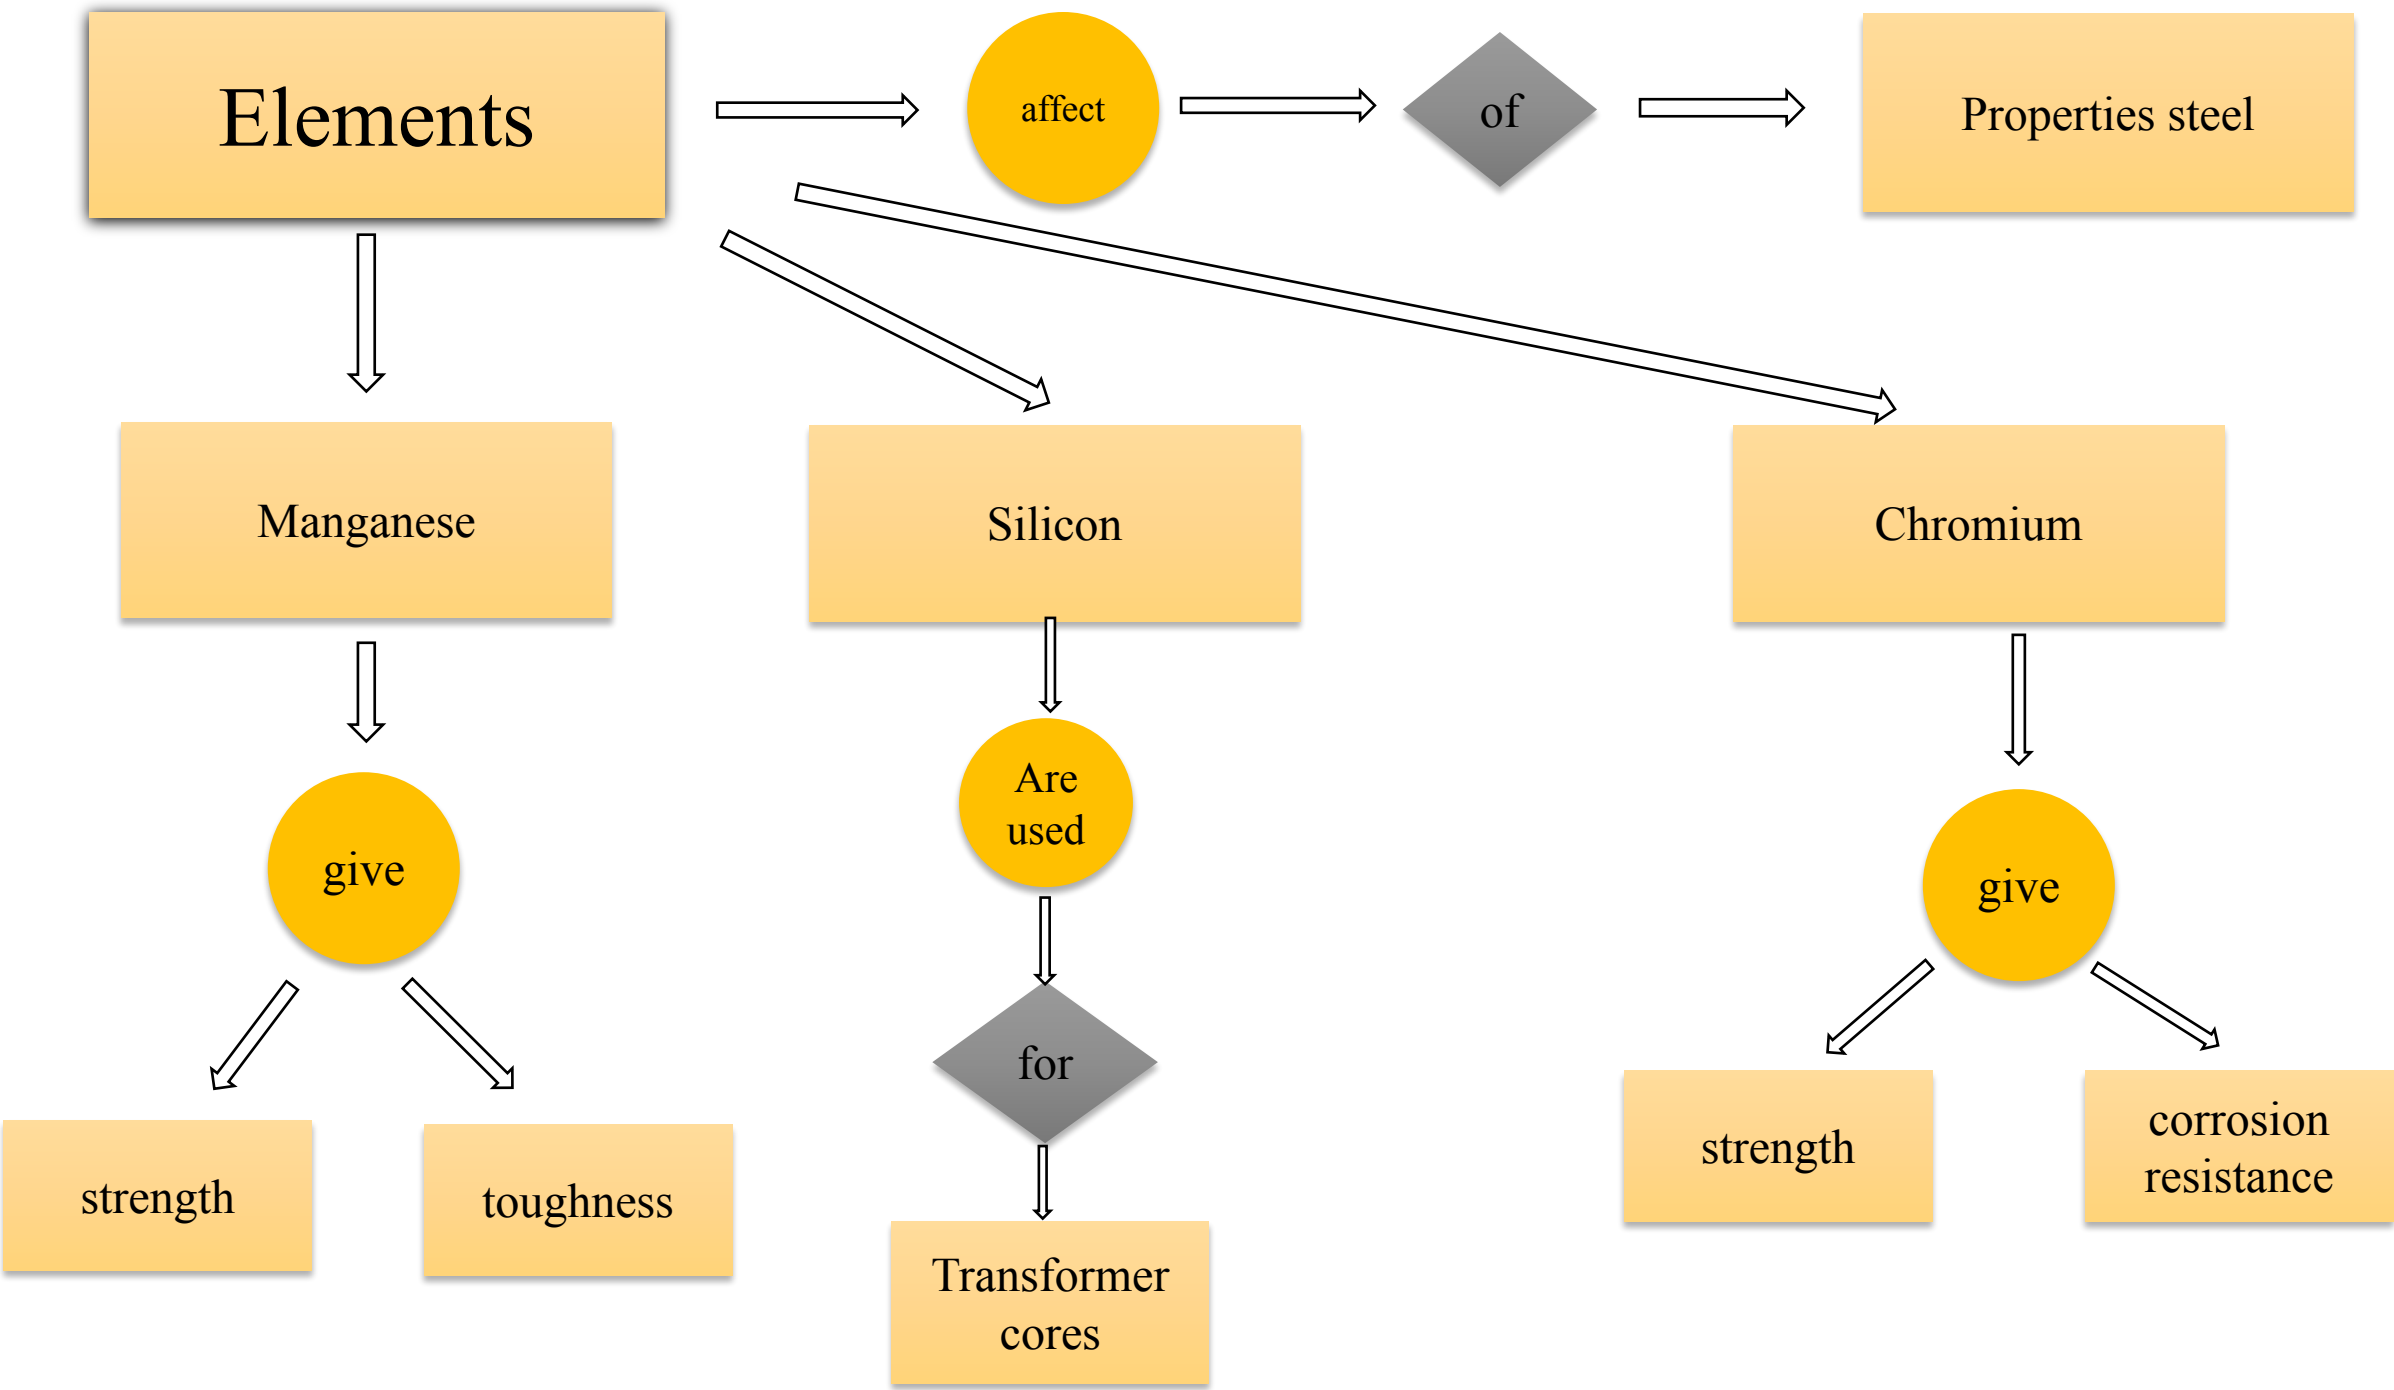 Elements
affect
of
Properties steel
Manganese
Silicon
Chromium
give
Are
used
give
for
strength
toughness
Transformer
cores
strength
corrosion
resistance